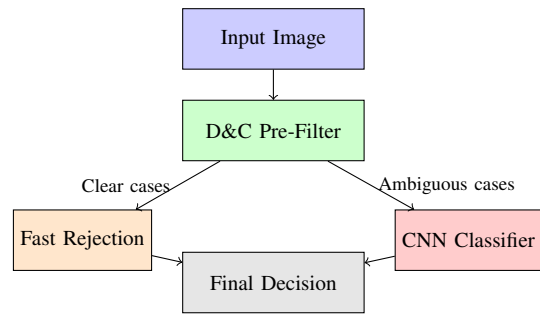 Input Image
D&C Pre-Filter
Clear cases
Ambiguous cases
Fast Rejection
CNN Classifier
Final Decision